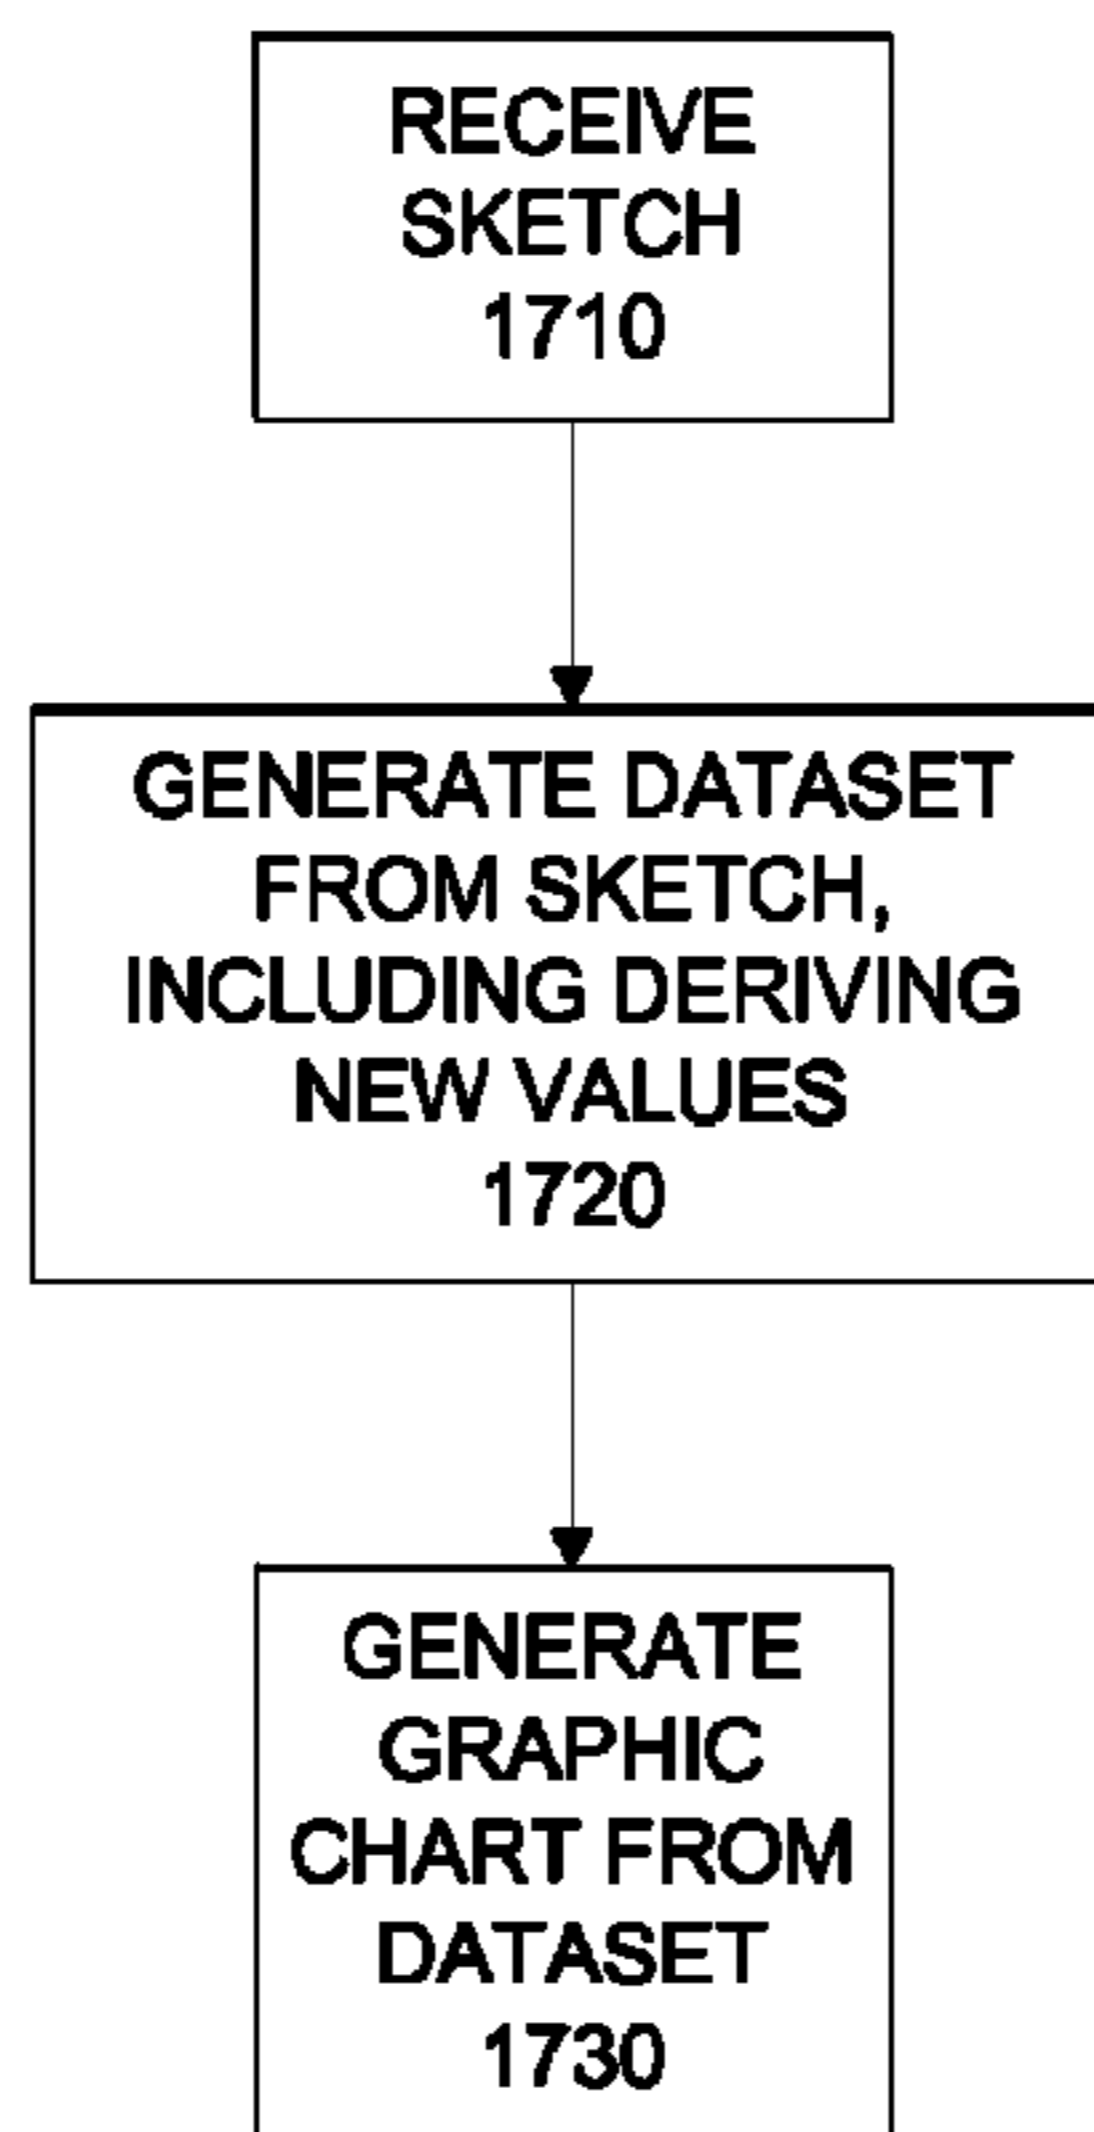 RECEIVE
SKETCH
1710
GENERATE DATASET
FROM SKETCH,
INCLUDING DERIVING
NEW VALUES
1720
GENERATE
GRAPHIC
CHART FROM
DATASET
1730